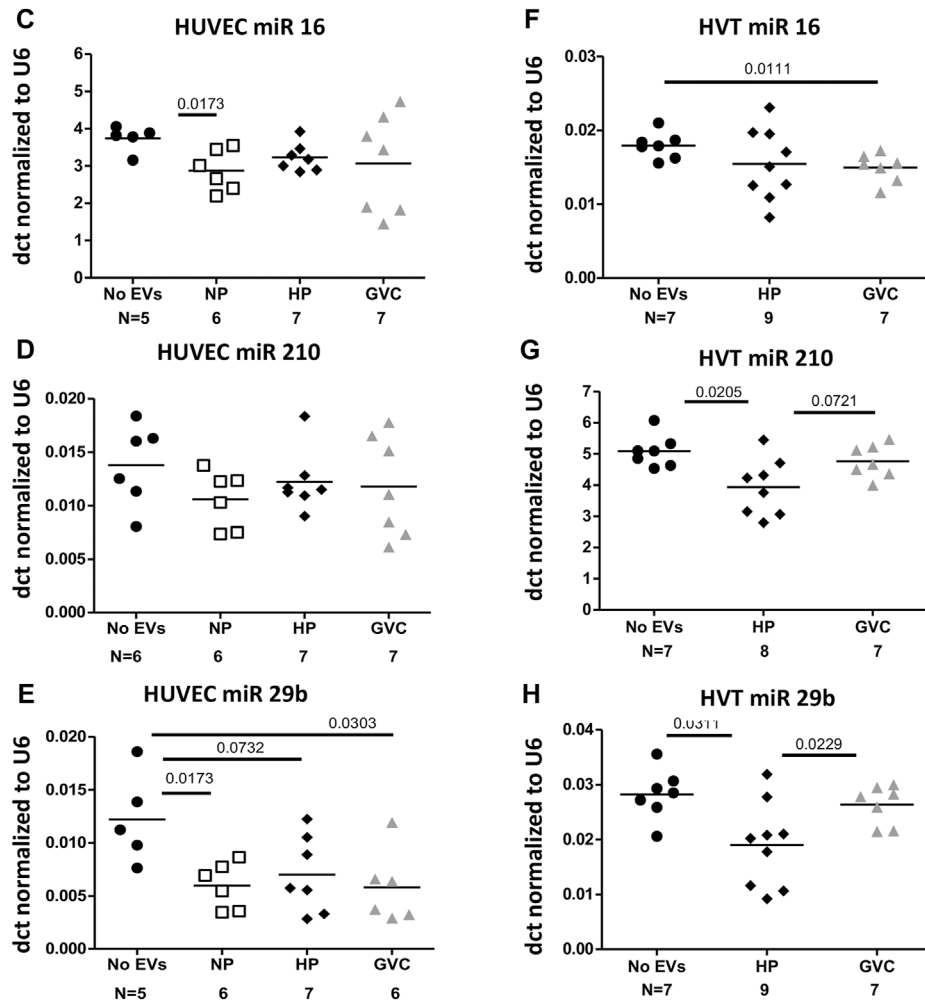 C
HUVEC miR 16
dct normalized to U6
6
5
4
3
2
1
0
0.0173
No EVs NP HP GVC
N=5 6 7 7
D
HUVEC miR 210
dct normalized to U6
0.020
0.015
0.010
0.005
0.000
No EVs NP HP GVC
N=6 6 7 7
E
HUVEC miR 29b
dct normalized to U6
0.020
0.015
0.010
0.005
0.000
0.0303
0.0732
0.0173
No EVs NP HP GVC
N=5 6 7 6
F
HVT miR 16
dct normalized to U6
0.03
0.02
0.01
0.00
0.0111
No EVs HP GVC
N=7 9 7
G
HVT miR 210
dct normalized to U6
7
6
5
4
3
2
1
0
0.0205
0.0721
No EVs HP GVC
N=7 8 7
H
HVT miR 29b
dct normalized to U6
0.04
0.03
0.02
0.01
0.00
0.0311
0.0229
No EVs HP GVC
N=7 9 7